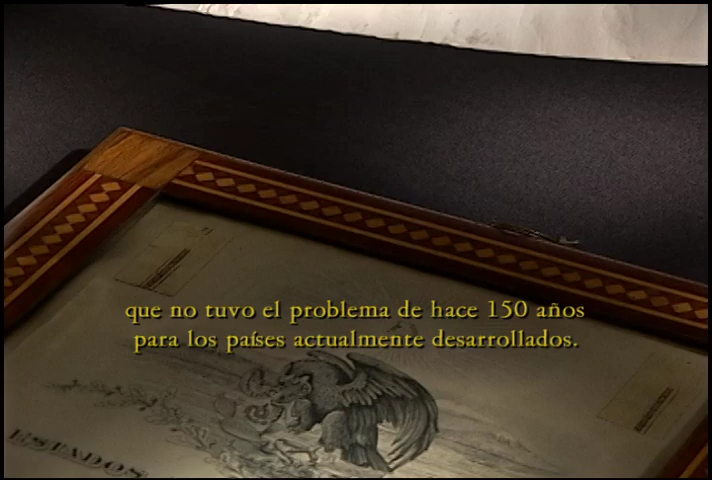 que no tuvo el problema de hace 150 años
para los países actualmente desarrollados.
ESTADOS